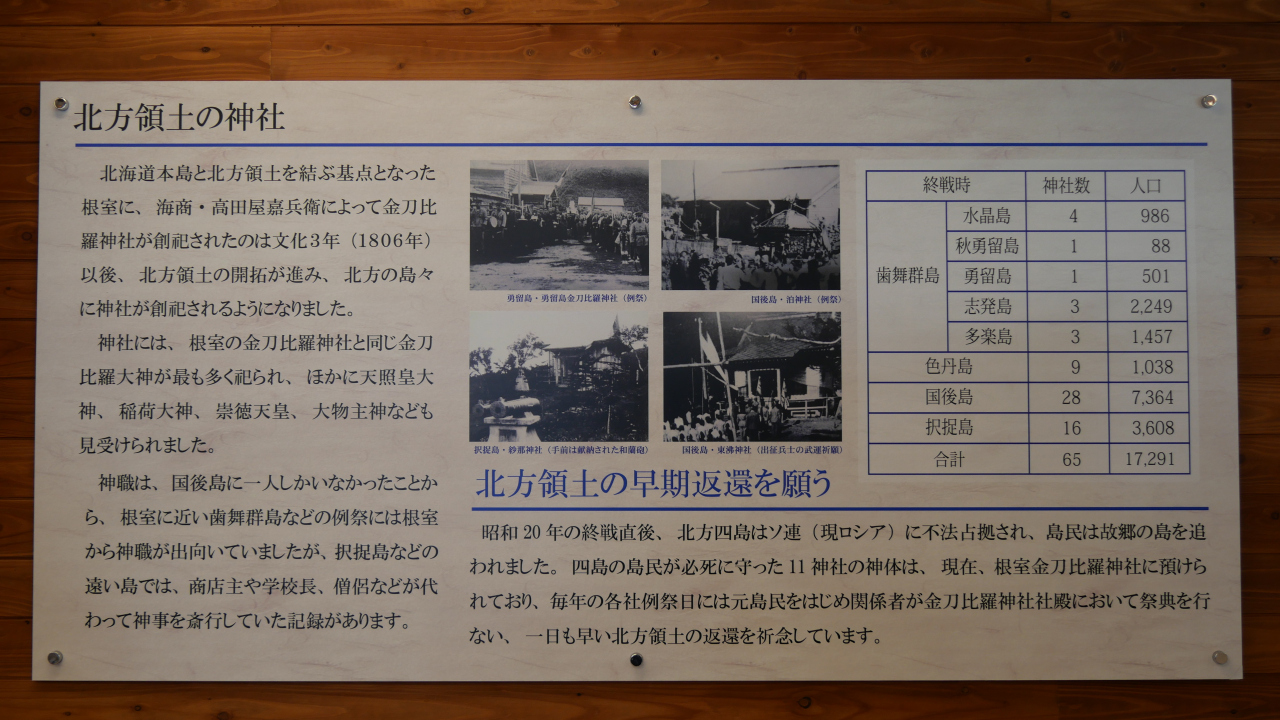 北方領土の神社
北海道本島と北方領土を結ぶ基点となった
根室に、海商・高田屋嘉兵衛によって金刀比
羅神社が創祀されたのは文化3年（1806年）
以後、北方領土の開拓が進み、北方の島々
に神社が創祀されるようになりました。
神社には、根室の金刀比羅神社と同じ金刀
比羅大神が最も多く祀られ、ほかに天照皇大
神、稲荷大神、崇徳天皇、大物主神なども
見受けられました。
神職は、国後島に一人しかいなかったことか
ら、根室に近い歯舞群島などの例祭には根室
から神職が出向いていましたが、択捉島などの
遠い島では、商店主や学校長、僧侶などが代
わって神事を斎行していた記録があります。
勇留島・勇留島金刀比羅神社（例祭）
国後島・泊神社（例祭）
択捉島・紗那神社（手前は献納された和蘭砲）
国後島・東沸神社（出征兵士の武運祈願）
終戦時 神社数 人口
歯舞群島 水晶島 4 986
秋勇留島 1 88
勇留島 1 501
志発島 3 2,249
多楽島 3 1,457
色丹島 9 1,038
国後島 28 7,364
択捉島 16 3,608
合計 65 17,291
北方領土の早期返還を願う
昭和20年の終戦直後、北方四島はソ連（現ロシア）に不法占拠され、島民は故郷の島を追
われました。四島の島民が必死に守った11神社の神体は、現在、根室金刀比羅神社に預けら
れており、毎年の各社例祭日には元島民をはじめ関係者が金刀比羅神社社殿において祭典を行
ない、一日も早い北方領土の返還を祈念しています。